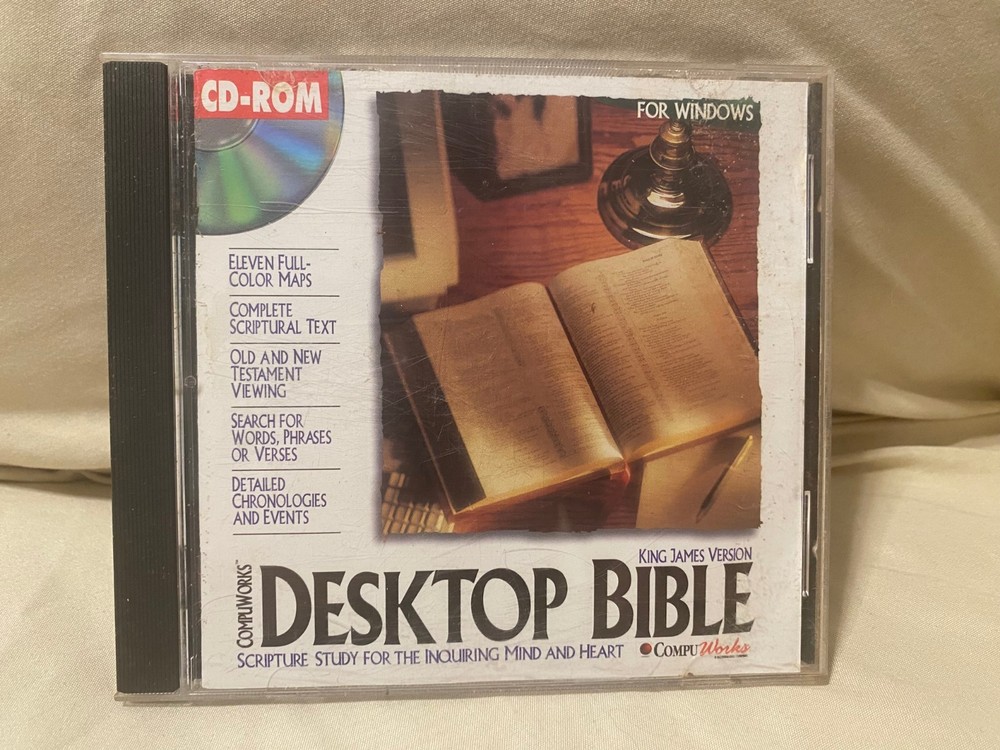 CD-ROM
FOR WINDOWS
ELEVEN FULL-
COLOR MAPS
COMPLETE
SCRIPTURAL TEXT
OLD AND NEW
TESTAMENT
VIEWING
SEARCH FOR
WORDS, PHRASES
OR VERSES
DETAILED
CHRONOLOGIES
AND EVENTS
KING JAMES VERSION
COMPUWORKS™
DESKTOP BIBLE
SCRIPTURE STUDY FOR THE INQUIRING MIND AND HEART
COMPUWorks